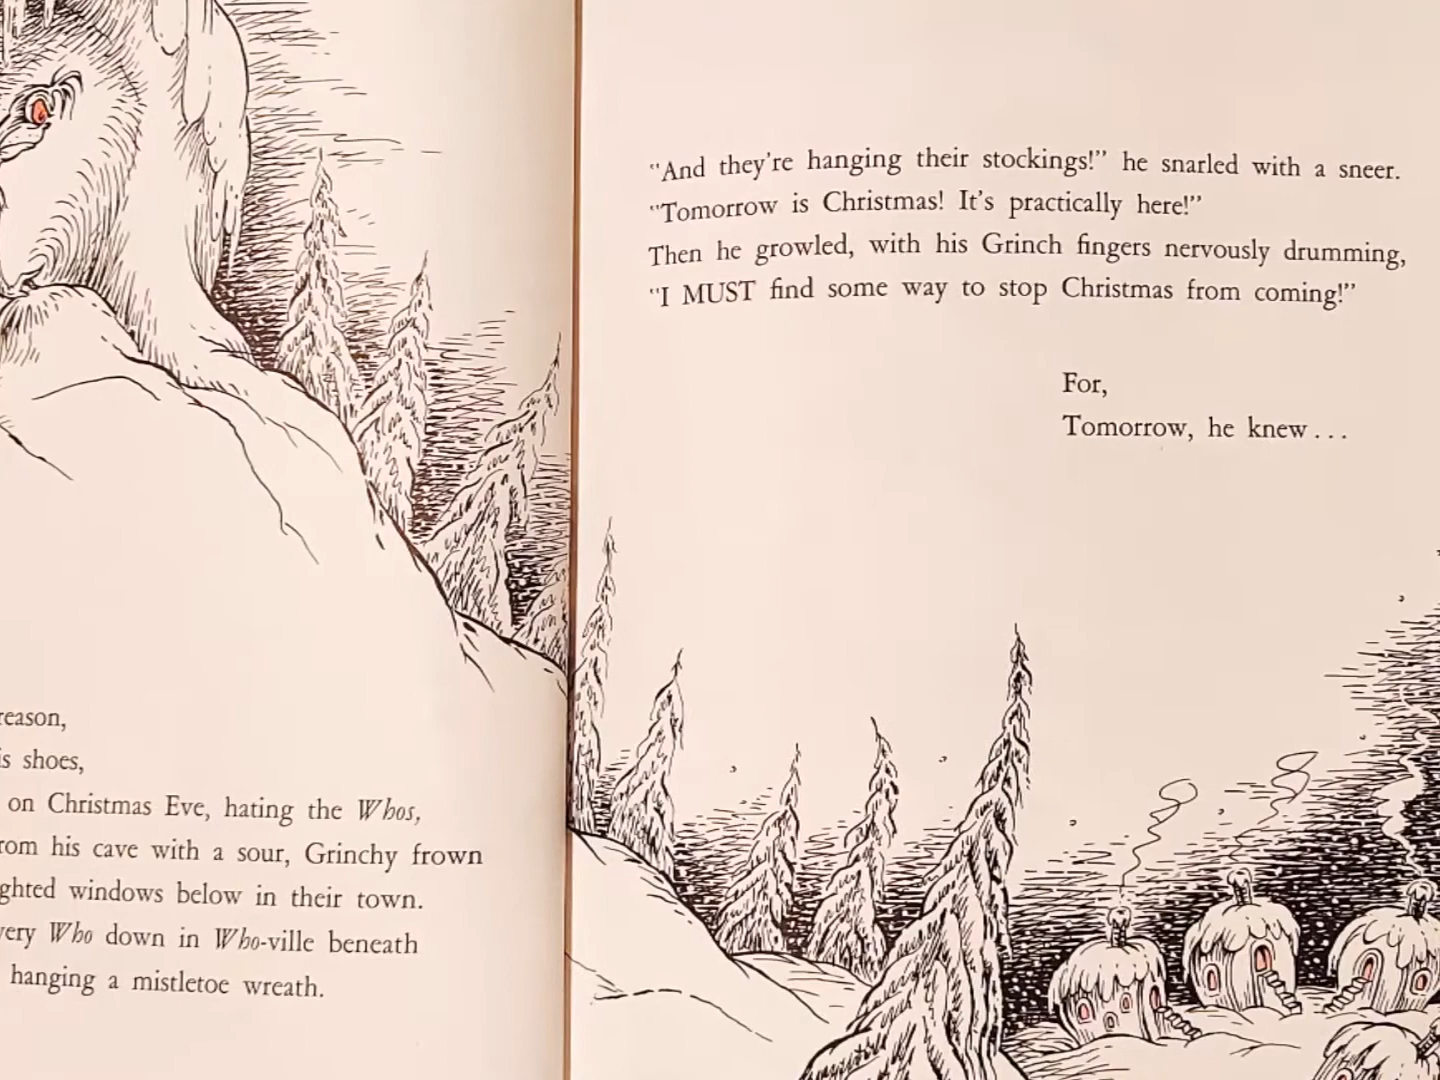 reason,
is shoes,
on Christmas Eve, hating the Whos,
from his cave with a sour, Grinchy frown
windows below in their town.
Who down in Who-ville beneath
hanging a mistletoe wreath.
"And they're hanging their stockings!" he snarled with a sneer.
"Tomorrow is Christmas! It's practically here!"
Then he growled, with his Grinch fingers nervously drumming,
"I MUST find some way to stop Christmas from coming!"
For,
Tomorrow, he knew . . .